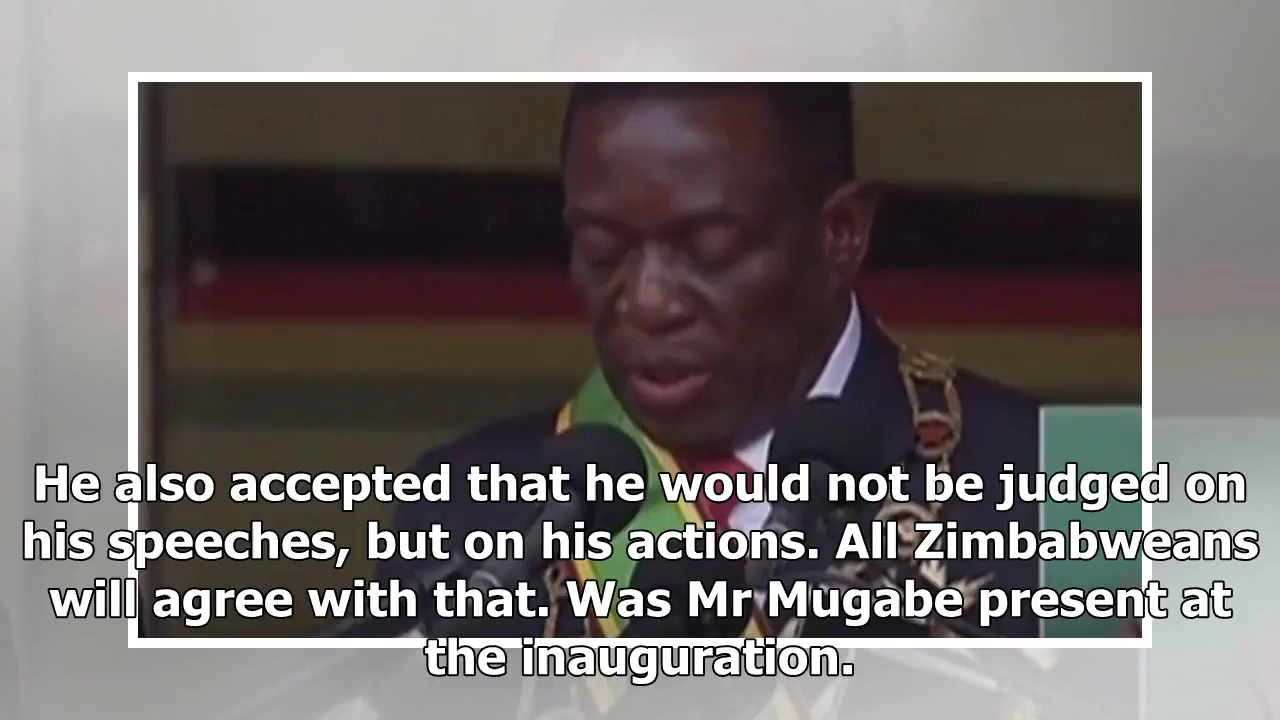 He also accepted that he would not be judged on
his speeches, but on his actions. All Zimbabweans
will agree with that. Was Mr Mugabe present at
the inauguration.